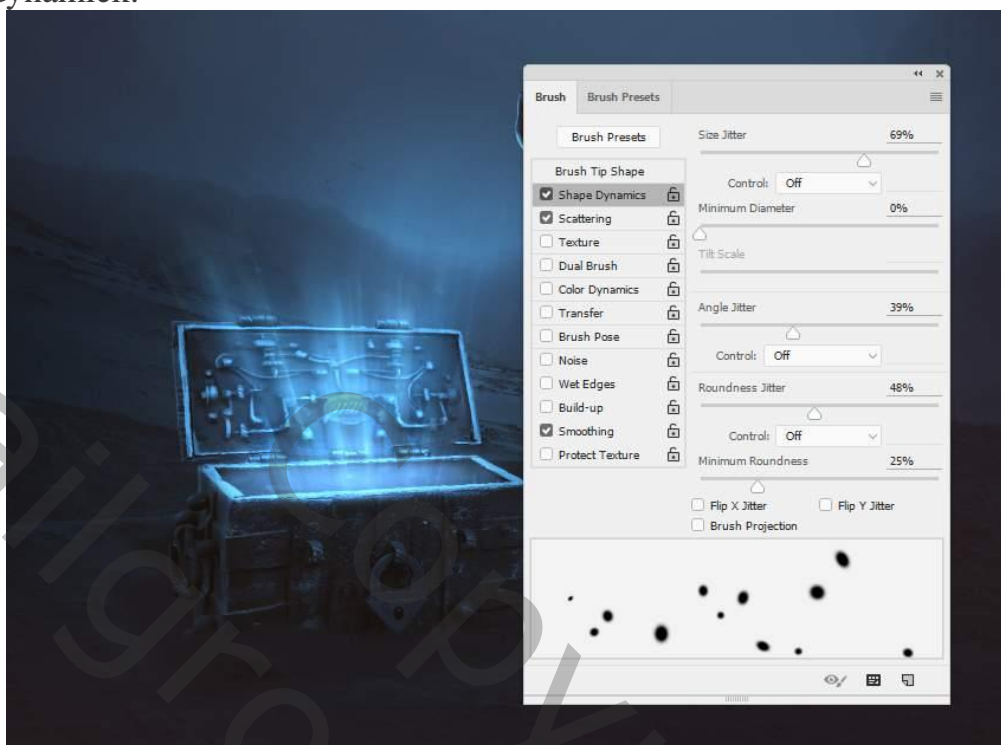 Brush Brush Presets
Brush Presets
Brush Tip Shape
Shape Dynamics
Scattering
Texture
Dual Brush
Color Dynamics
Transfer
Brush Pose
Noise
Wet Edges
Build-up
Smoothing
Protect Texture
Size Jitter 69%
Control: Off
Minimum Diameter 0%
Tilt Scale
Angle Jitter 39%
Control: Off
Roundness Jitter 48%
Control: Off
Minimum Roundness 25%
Flip X Jitter Flip Y Jitter
Brush Projection